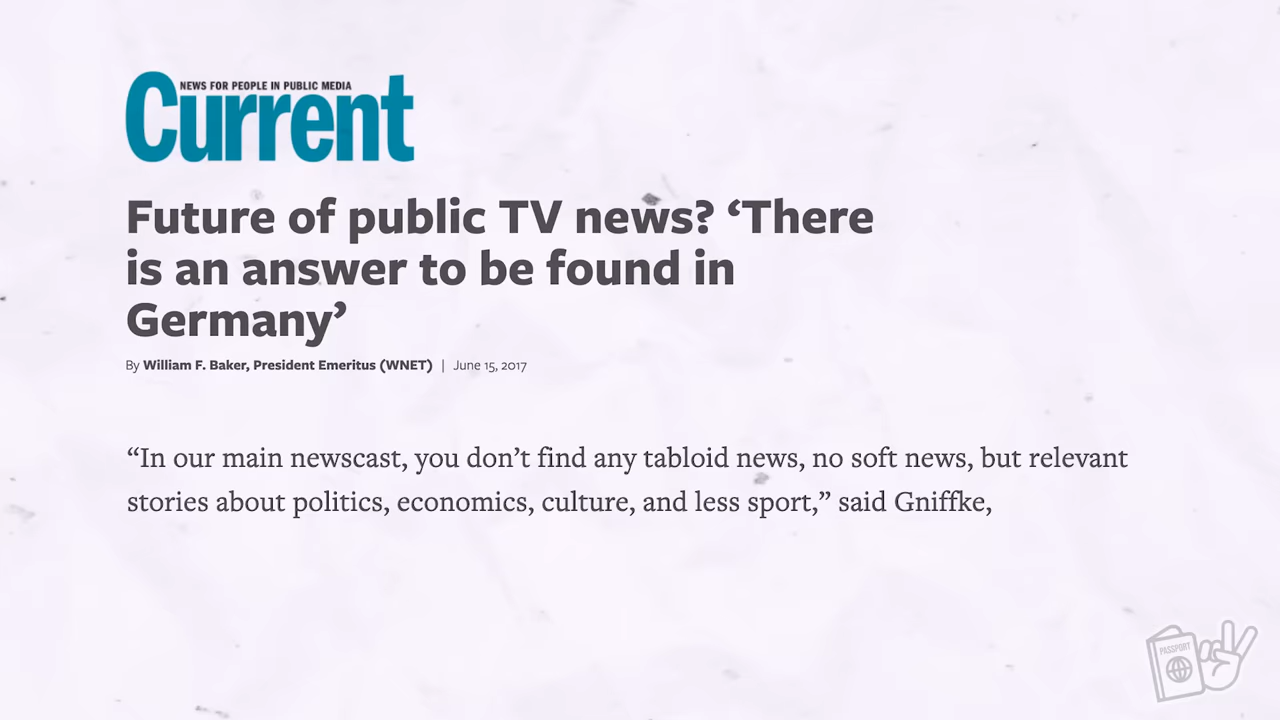 NEWS FOR PEOPLE IN PUBLIC MEDIA
Current
Future of public TV news? ‘There
is an answer to be found in
Germany’
By William F. Baker, President Emeritus (WNET) | June 15, 2017
“In our main newscast, you don’t find any tabloid news, no soft news, but relevant
stories about politics, economics, culture, and less sport,” said Gniffke,
PASSPORT